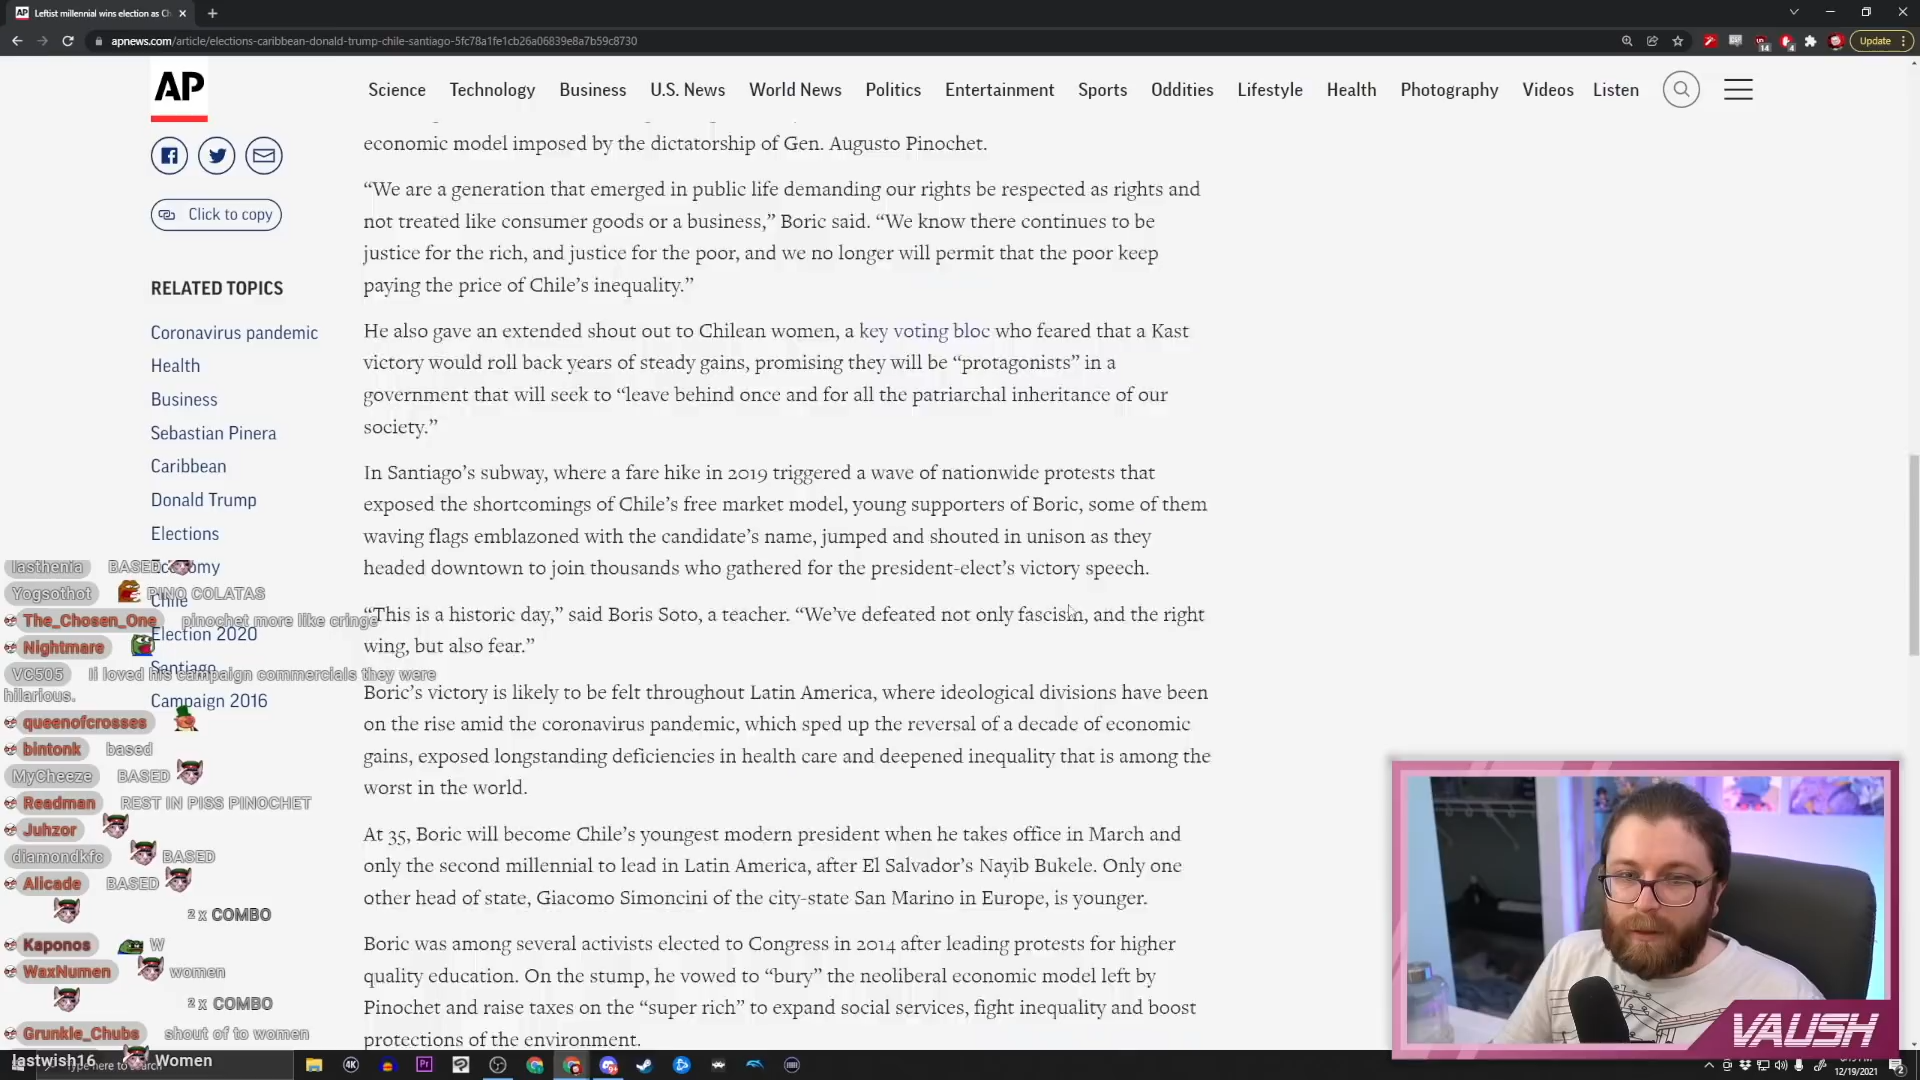 Leftist millennial wins election as Ch
apnews.com/article/elections-caribbean-donald-trump-chile-santiago-5fc78a1fe1cb26a06839e8a7b59c8730
14
4
Update
AP
Science Technology Business U.S. News World News Politics Entertainment Sports Oddities Lifestyle Health Photography Videos Listen
Click to copy
RELATED TOPICS
Coronavirus pandemic
Health
Business
Sebastian Pinera
Caribbean
Donald Trump
Elections
Chile
Election 2020
Santiago
Campaign 2016
economic model imposed by the dictatorship of Gen. Augusto Pinochet.
“We are a generation that emerged in public life demanding our rights be respected as rights and
not treated like consumer goods or a business,” Boric said. “We know there continues to be
justice for the rich, and justice for the poor, and we no longer will permit that the poor keep
paying the price of Chile’s inequality.”
He also gave an extended shout out to Chilean women, a key voting bloc who feared that a Kast
victory would roll back years of steady gains, promising they will be “protagonists” in a
government that will seek to “leave behind once and for all the patriarchal inheritance of our
society.”
In Santiago’s subway, where a fare hike in 2019 triggered a wave of nationwide protests that
exposed the shortcomings of Chile’s free market model, young supporters of Boric, some of them
waving flags emblazoned with the candidate’s name, jumped and shouted in unison as they
headed downtown to join thousands who gathered for the president-elect’s victory speech.
“This is a historic day,” said Boris Soto, a teacher. “We’ve defeated not only fascism, and the right
wing, but also fear.”
Boric’s victory is likely to be felt throughout Latin America, where ideological divisions have been
on the rise amid the coronavirus pandemic, which sped up the reversal of a decade of economic
gains, exposed longstanding deficiencies in health care and deepened inequality that is among the
worst in the world.
At 35, Boric will become Chile’s youngest modern president when he takes office in March and
only the second millennial to lead in Latin America, after El Salvador’s Nayib Bukele. Only one
other head of state, Giacomo Simoncini of the city-state San Marino in Europe, is younger.
Boric was among several activists elected to Congress in 2014 after leading protests for higher
quality education. On the stump, he vowed to “bury” the neoliberal economic model left by
Pinochet and raise taxes on the “super rich” to expand social services, fight inequality and boost
protections of the environment.
lasthenia BASED
Yogsothot PINO COLATAS
The_Chosen_One pinochet more like cringe
Nightmare
VC505 Ii loved his campaign commercials they were
hilarious.
queenofcrosses
bintonk based
MyCheeze BASED
Readman REST IN PISS PINOCHET
Juhzor
diamondkfc BASED
Alicade BASED
2 x COMBO
Kaponos W
WaxNumen women
2 x COMBO
Grunkle_Chubs shout of to women
lastwish16 Women
VAUSH
4K
Pr
12/19/2021
2